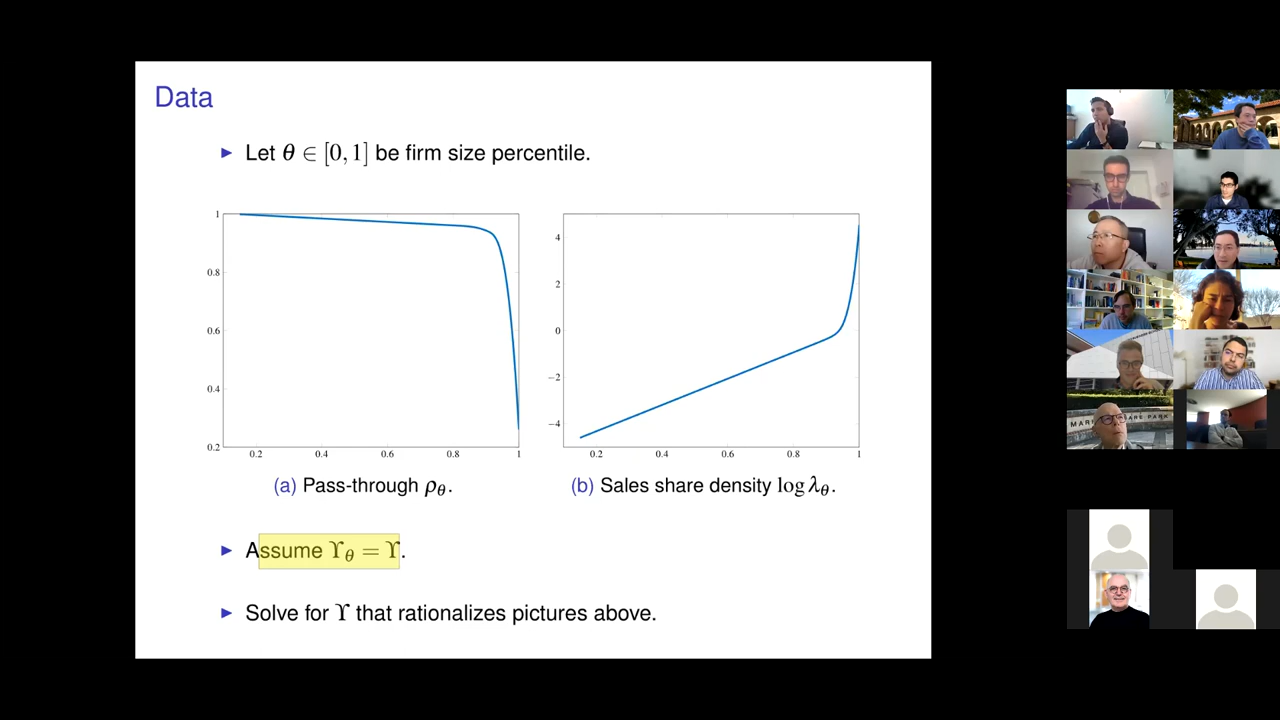 Data
▶ Let θ ∈ [0, 1] be firm size percentile.
1
0.8
0.6
0.4
0.2
0.2 0.4 0.6 0.8 1
4
2
0
−2
−4
0.2 0.4 0.6 0.8 1
(a) Pass-through ρθ.
(b) Sales share density log λθ.
▶ Assume ϒθ = ϒ.
▶ Solve for ϒ that rationalizes pictures above.